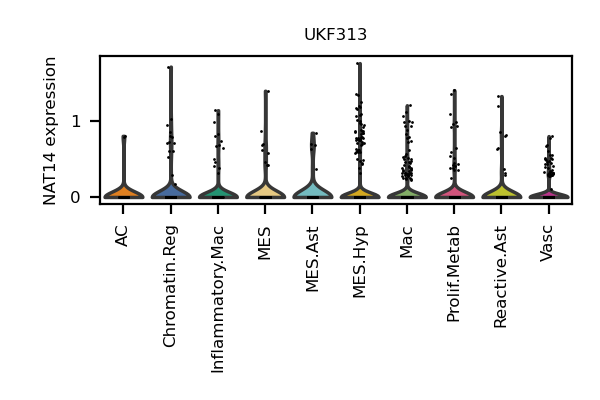 UKF313
NAT14 expression
1
0
AC
Chromatin.Reg
Inflammatory.Mac
MES
MES.Ast
MES.Hyp
Mac
Prolif.Metab
Reactive.Ast
Vasc